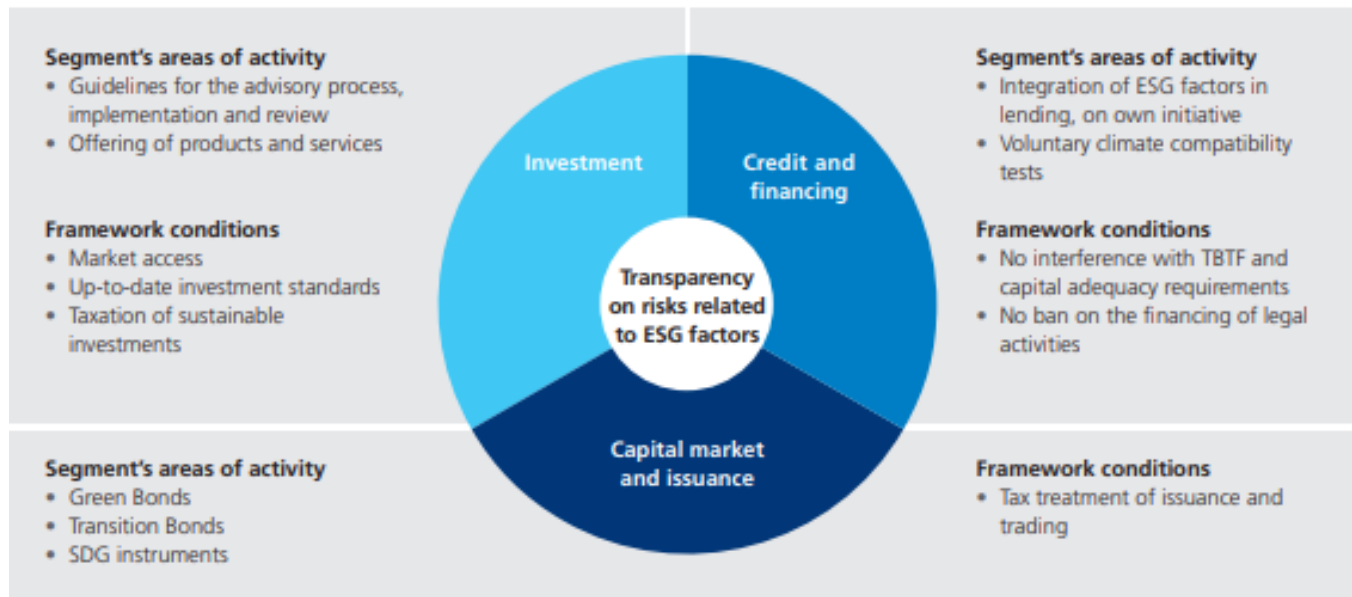 Segment's areas of activity
• Guidelines for the advisory process,
implementation and review
• Offering of products and services
Framework conditions
• Market access
• Up-to-date investment standards
• Taxation of sustainable
investments
Investment
Credit and
financing
Transparency
on risks related
to ESG factors
Capital market
and issuance
Segment's areas of activity
• Integration of ESG factors in
lending, on own initiative
• Voluntary climate compatibility
tests
Framework conditions
• No interference with TBTF and
capital adequacy requirements
• No ban on the financing of legal
activities
Segment's areas of activity
• Green Bonds
• Transition Bonds
• SDG instruments
Framework conditions
• Tax treatment of issuance and
trading